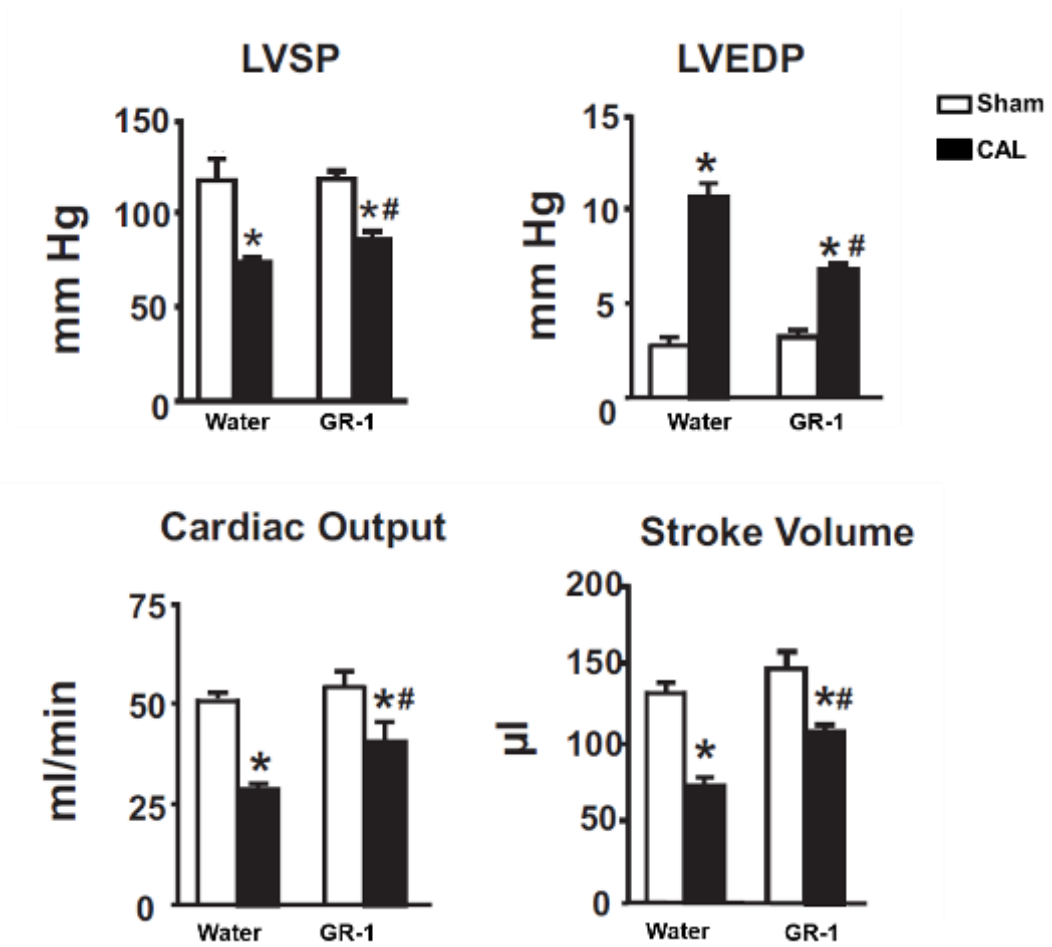 LVSP
150
100
50
0
mm Hg
*
*#
Water GR-1
LVEDP
15
10
5
0
mm Hg
*
*#
Water GR-1
Sham
CAL
Cardiac Output
75
50
25
0
ml/min
*
*#
Water GR-1
Stroke Volume
200
150
100
50
0
µl
*
*#
Water GR-1